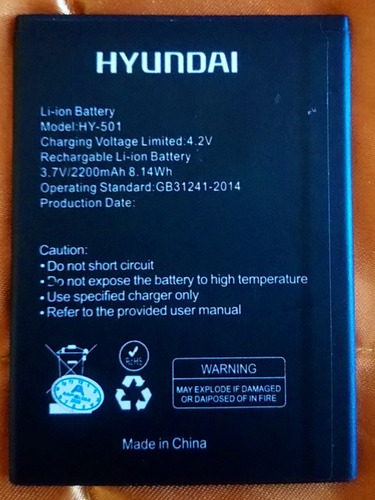 HYUNDAI
Li-ion Battery
Model:HY-501
Charging Voltage Limited:4.2V
Rechargable Li-ion Battery
3.7V/2200mAh 8.14Wh
Operating Standard:GB31241-2014
Production Date:
Caution:
• Do not short circuit
• Do not expose the battery to high temperature
• Use specified charger only
• Refer to the provided user manual
RoHS
WARNING
MAY EXPLODE IF DAMAGED
OR DAIPOSED OF IN FIRE
Made in China